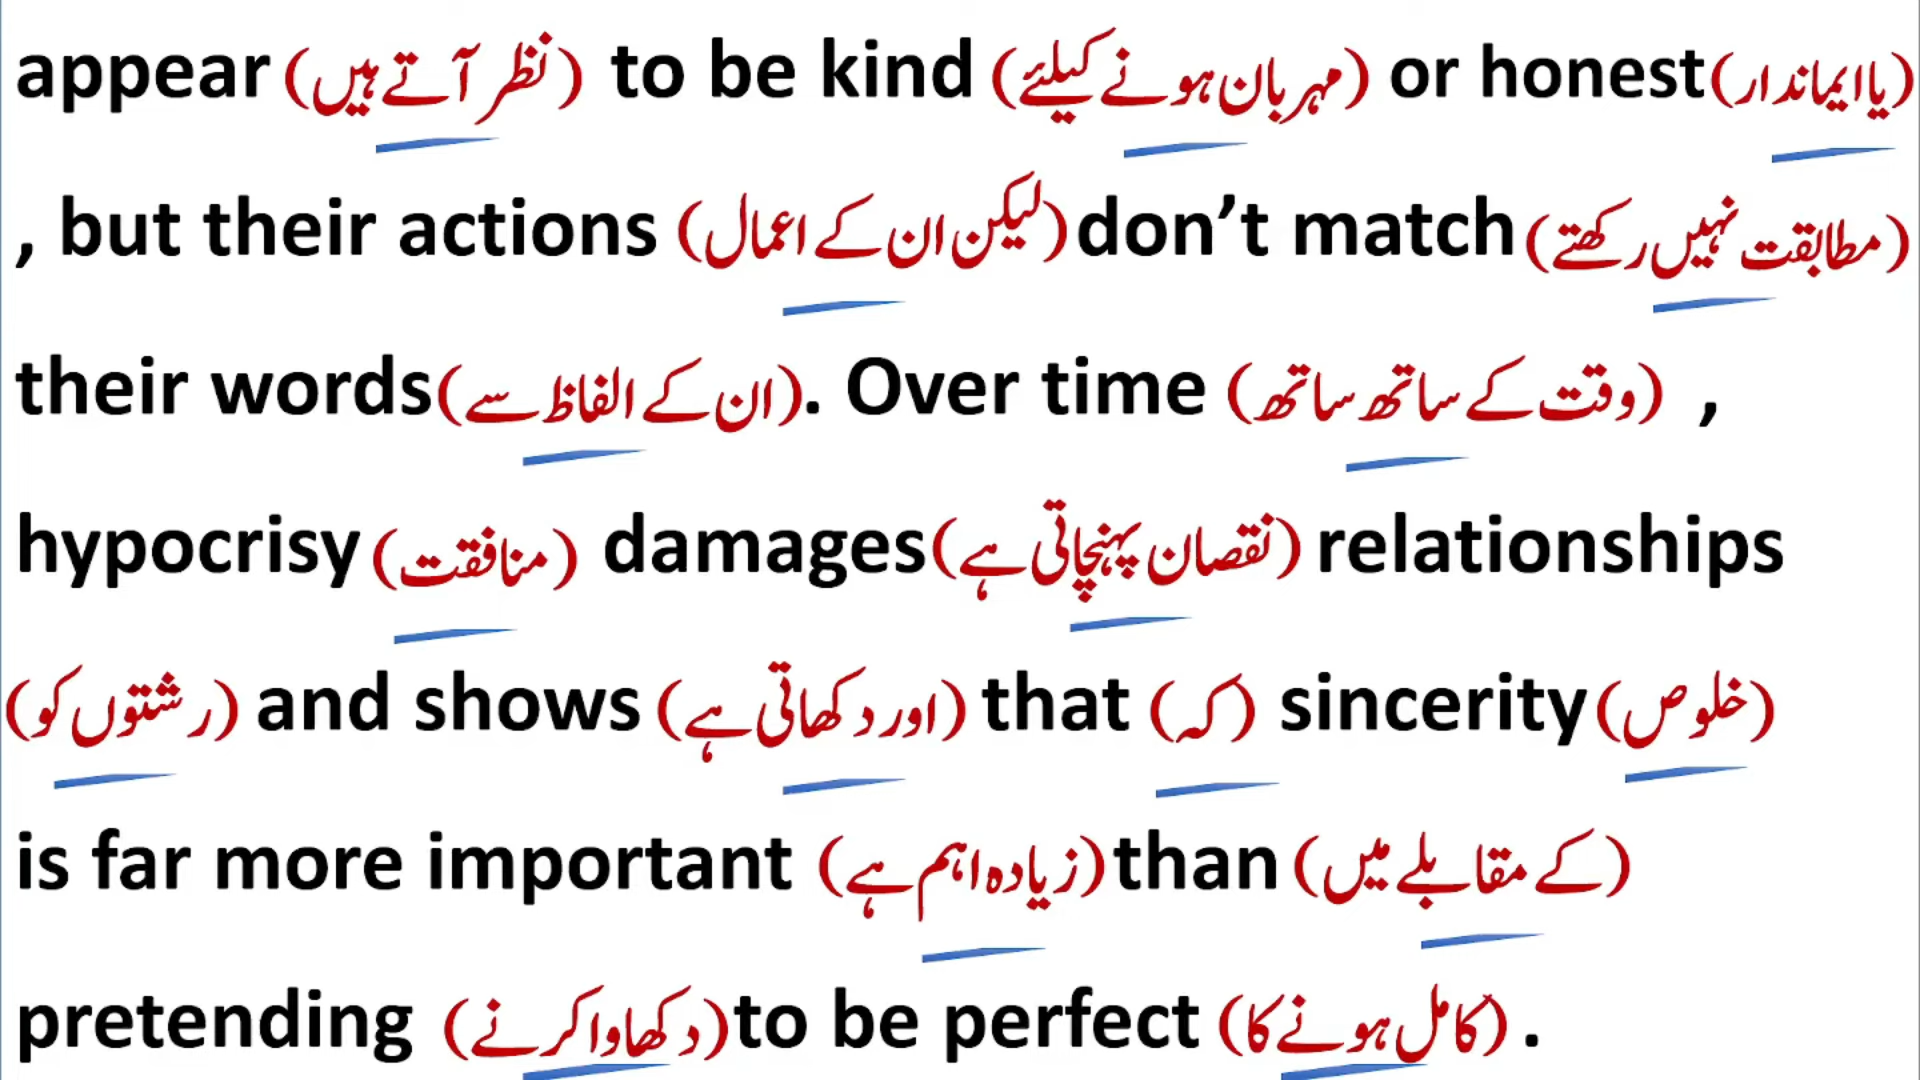 appear (نظر آتے ہیں) to be kind (مہربان ہونے کیلئے) or honest (یا ایماندار)
, but their actions (لیکن ان کے اعمال) don’t match (مطابقت نہیں رکھتے)
their words (ان کے الفاظ سے). Over time (وقت کے ساتھ ساتھ) ,
hypocrisy (منافقت) damages (نقصان پہنچاتی ہے) relationships
(رشتوں کو) and shows (اور دکھاتی ہے) that (کہ) sincerity (خلوص)
is far more important (زیادہ اہم ہے) than (کے مقابلے میں)
pretending (دکھاوا کرنے) to be perfect (کامل ہونے کا) .